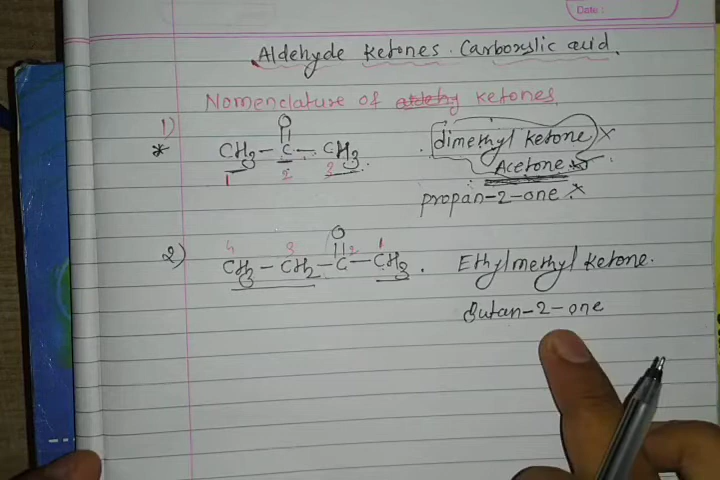 Date :
Aldehyde Ketones . Carboxylic acid.
Nomenclature of aldehy ketones
1)
* CH3 – C – CH3 .
O
1 2 3
dimethyl ketone ×
Acetone
propan-2-one ×
2)
O
4 3 2 1
CH3 – CH2 – C – CH3 .
Ethylmethyl Ketone.
Butan-2-one